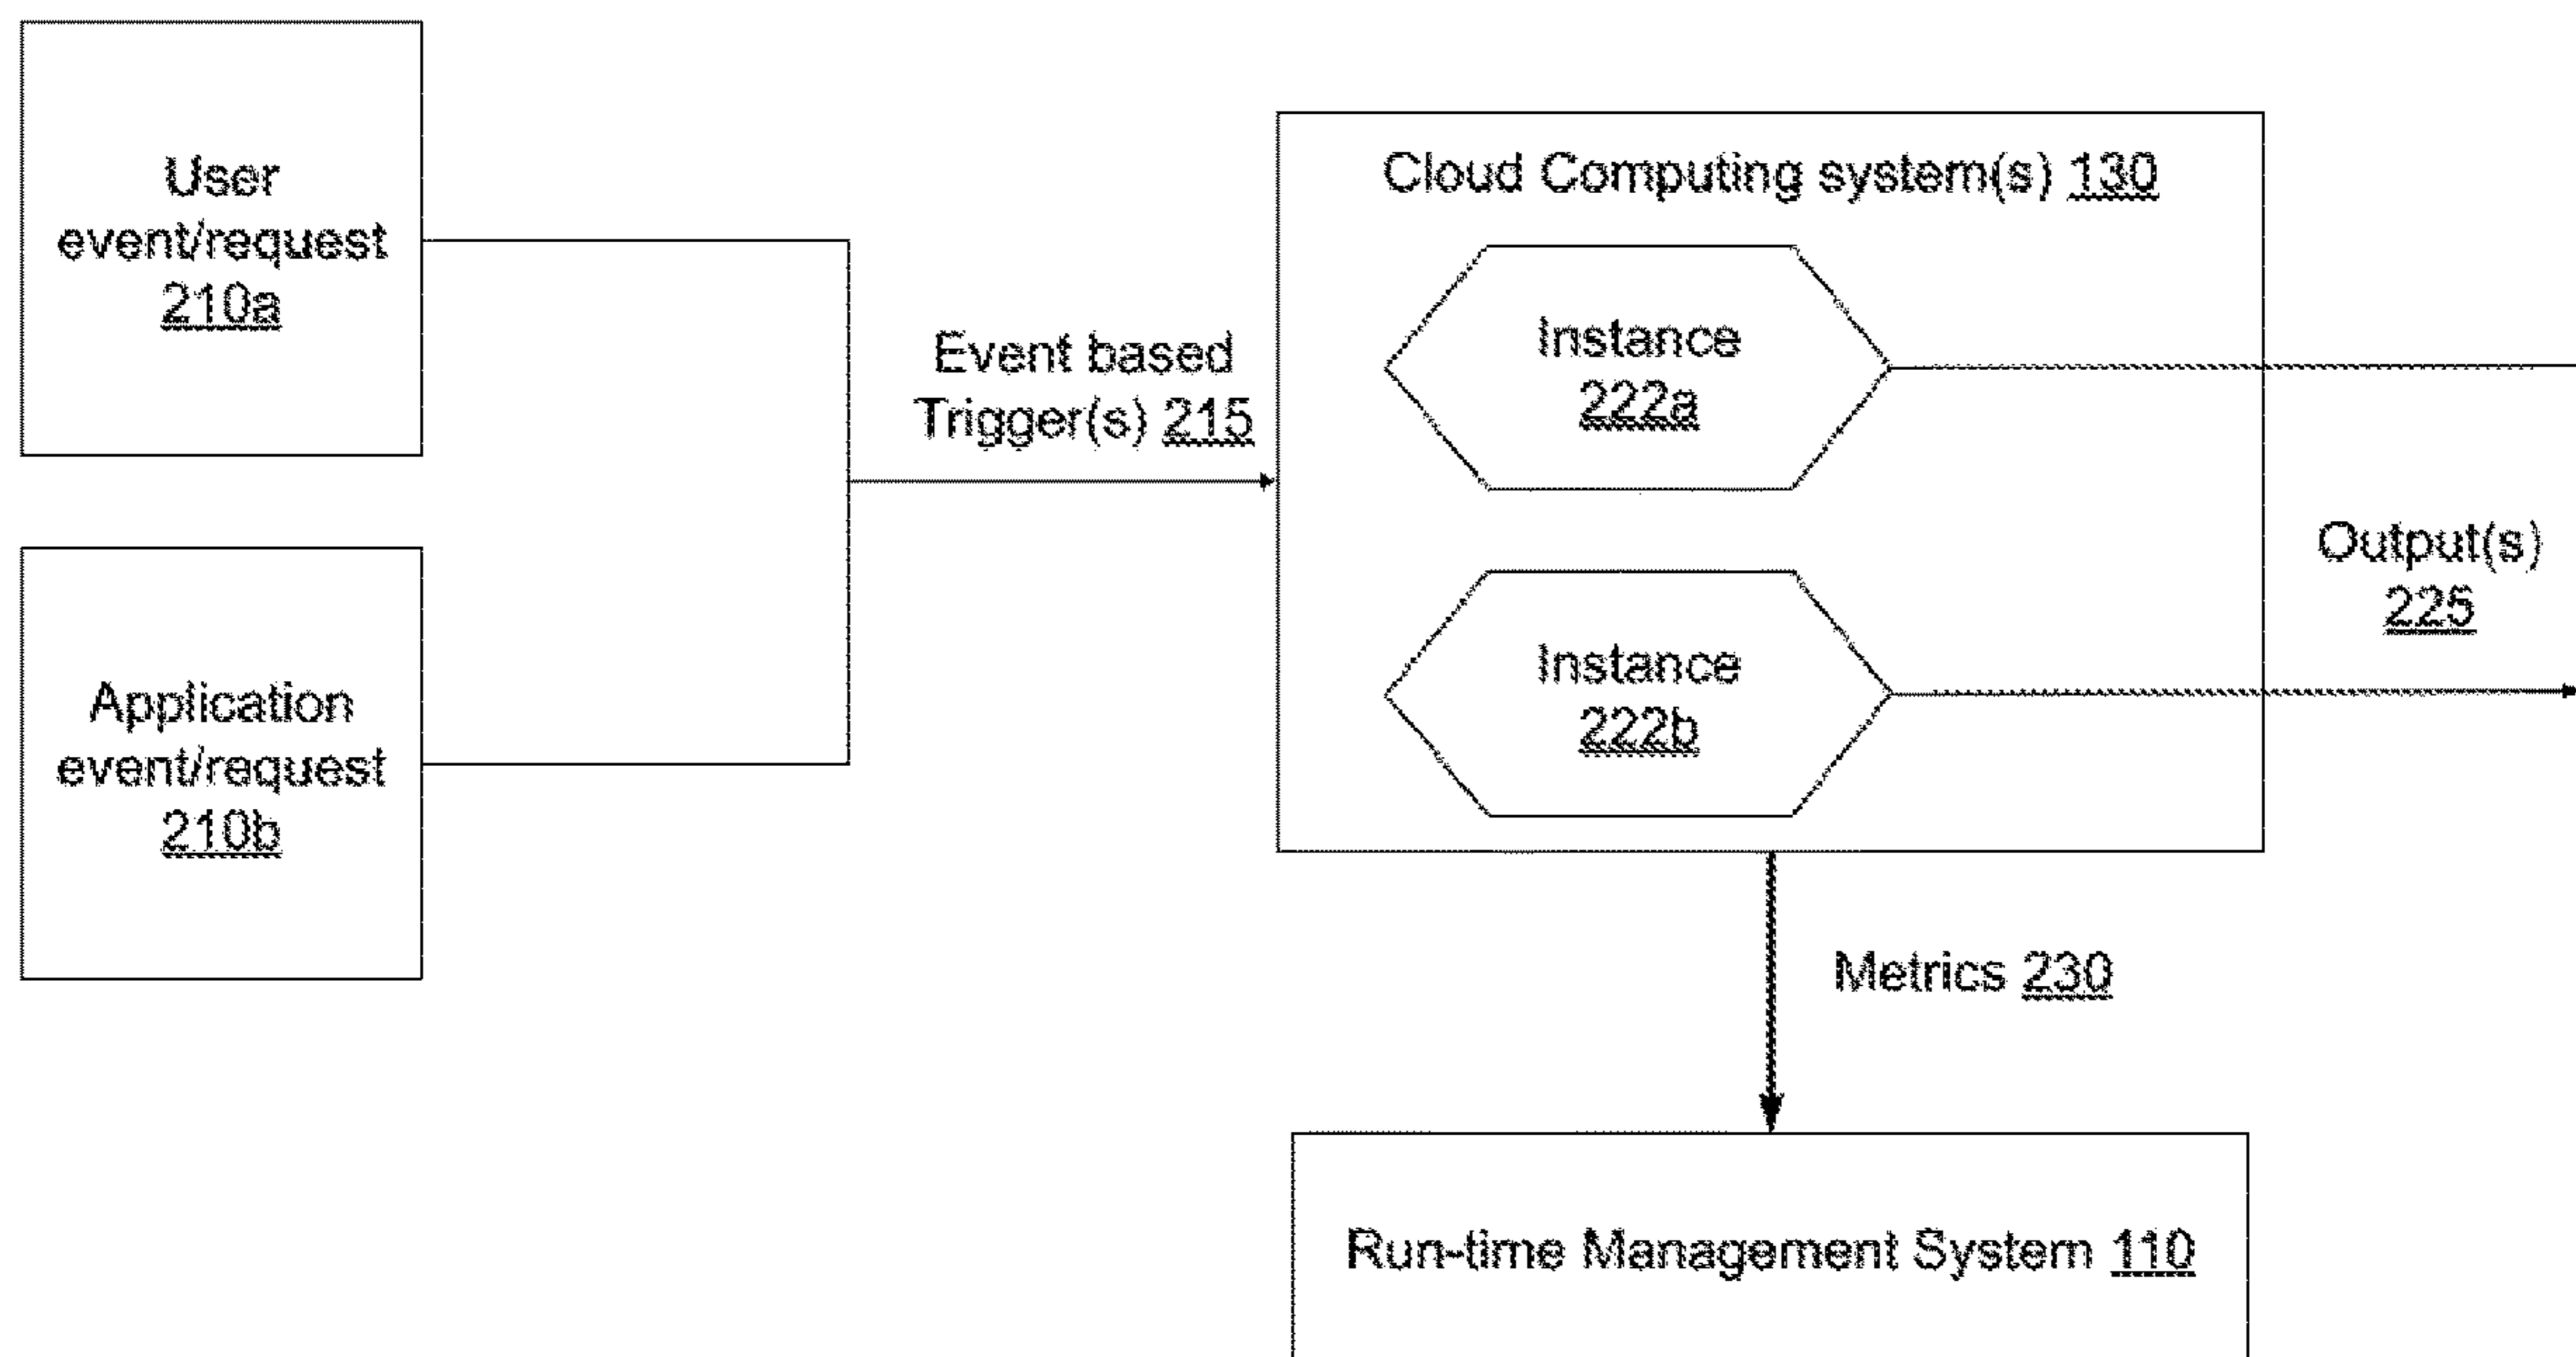 User
event/request
210a
Application
event/request
210b
Event based
Trigger(s) 215
Cloud Computing system(s) 130
Instance
222a
Instance
222b
Output(s)
225
Metrics 230
Run-time Management System 110